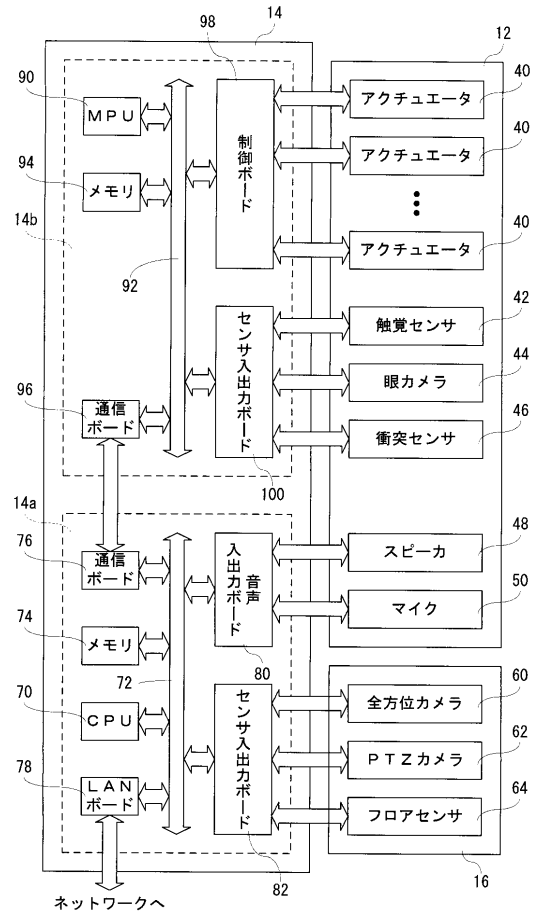 98
14
12
90
ＭＰＵ
制御ボード
アクチュエータ
40
94
メモリ
アクチュエータ
40
14b
アクチュエータ
40
92
センサ入出力ボード
触覚センサ
42
眼カメラ
44
96
通信
ボード
衝突センサ
46
100
14a
76
通信
ボード
音声
入出力ボード
スピーカ
48
マイク
50
74
メモリ
72
80
70
ＣＰＵ
センサ入出力ボード
全方位カメラ
60
ＰＴＺカメラ
62
78
ＬＡＮ
ボード
フロアセンサ
64
82
16
ネットワークへ